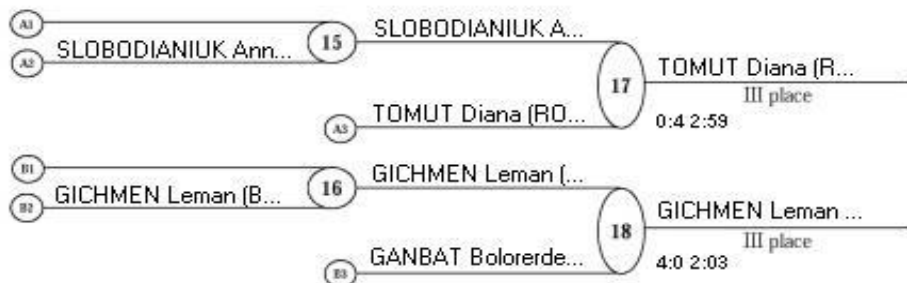 A1
SLOBODIANIUK A...
15
SLOBODIANIUK Ann...
A2
TOMUT Diana (R...
17
III place
TOMUT Diana (RO...
0:4 2:59
A3
B1
GICHMEN Leman (...
16
GICHMEN Leman (B...
B2
GICHMEN Leman ...
18
III place
GANBAT Bolorerde...
4:0 2:03
B3